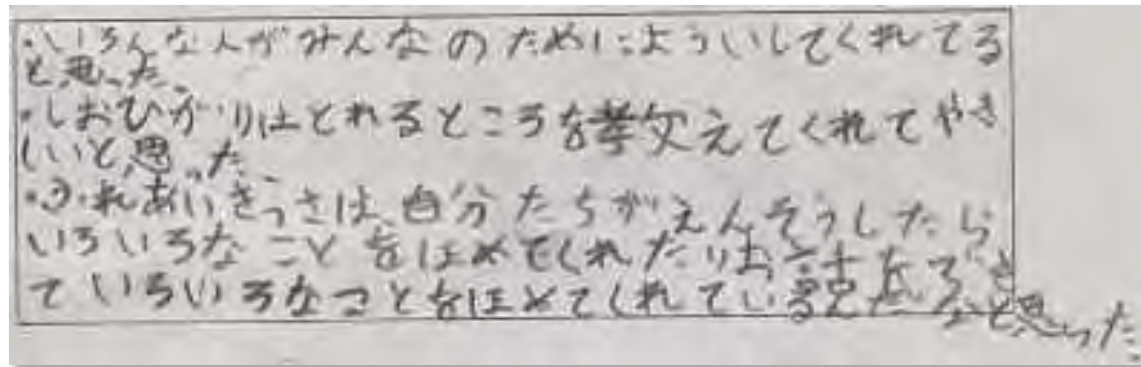 ・いろんな人がみんなのためによういしてくれてる
と思った。
・しおひがりはとれるところを教えてくれてやさ
しいと思った。
・ふれあいきっさは、自分たちがえんそうしたら
いろいろなことをほめてくれたりお話を
ていろいろなことをほめてくれている だなと思った。